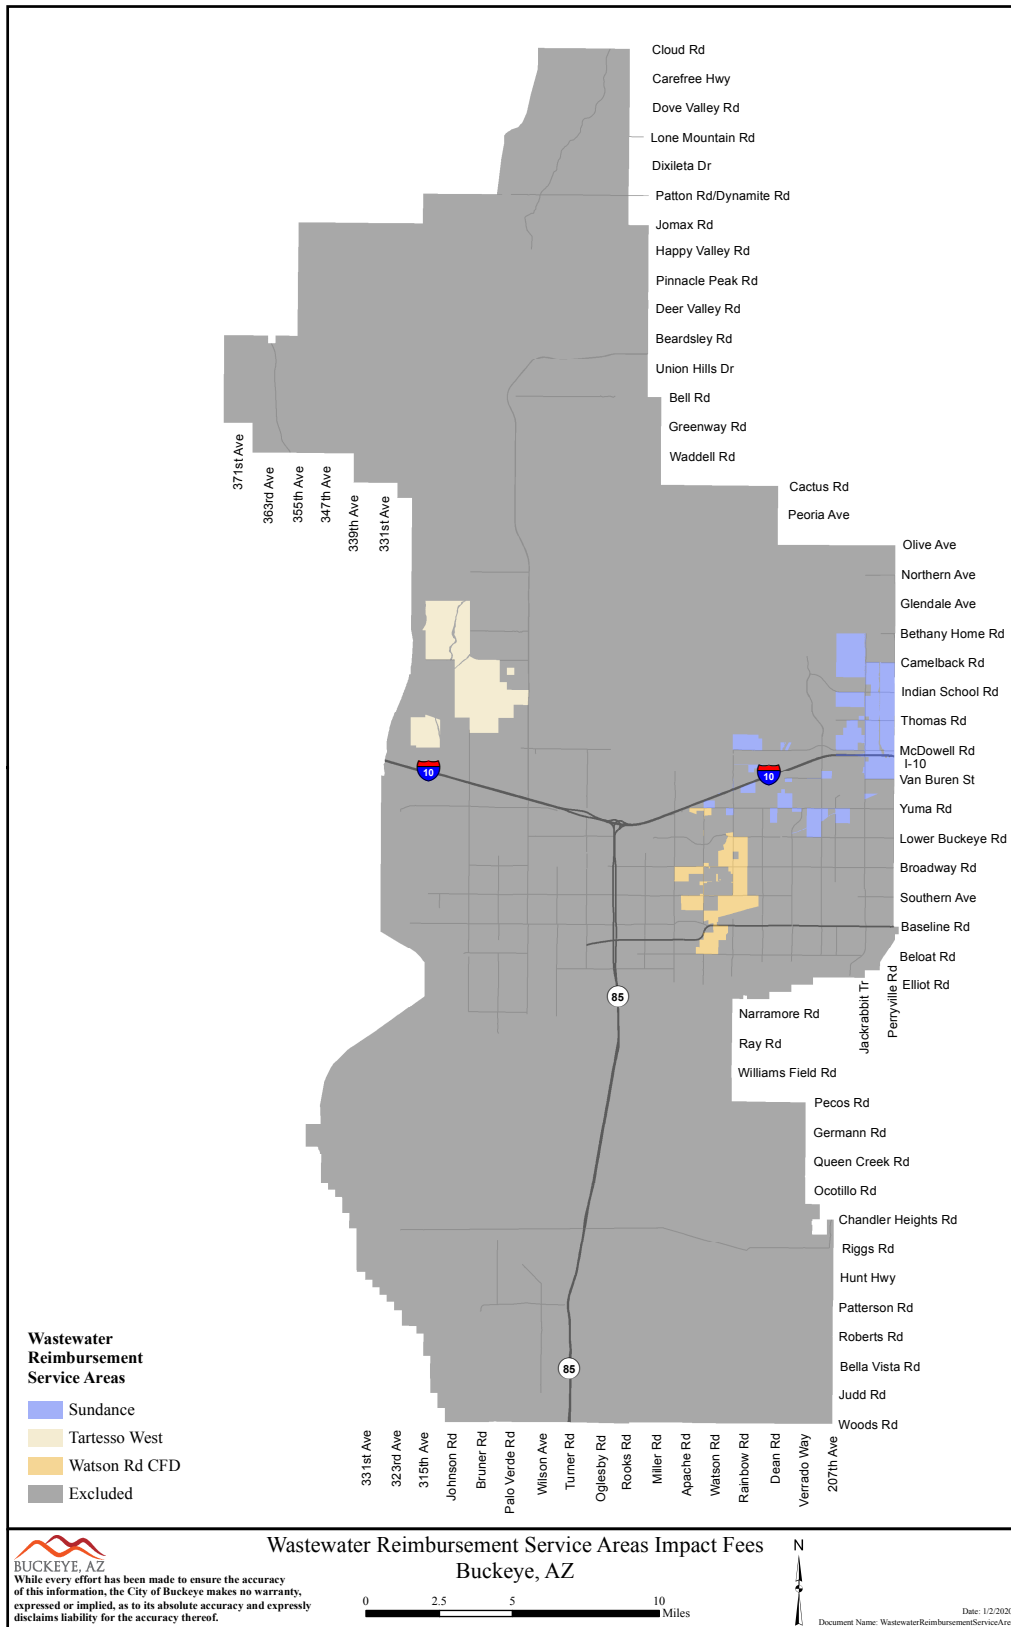 Cloud Rd
Carefree Hwy
Dove Valley Rd
Lone Mountain Rd
Dixileta Dr
Patton Rd/Dynamite Rd
Jomax Rd
Happy Valley Rd
Pinnacle Peak Rd
Deer Valley Rd
Beardsley Rd
Union Hills Dr
Bell Rd
Greenway Rd
Waddell Rd
371st Ave
363rd Ave
355th Ave
347th Ave
339th Ave
331st Ave
Cactus Rd
Peoria Ave
Olive Ave
Northern Ave
Glendale Ave
Bethany Home Rd
Camelback Rd
Indian School Rd
Thomas Rd
McDowell Rd
I-10
Van Buren St
Yuma Rd
Lower Buckeye Rd
Broadway Rd
Southern Ave
Baseline Rd
Beloat Rd
Elliot Rd
10
10
85
Jackrabbit Tr
Perryville Rd
Narramore Rd
Ray Rd
Williams Field Rd
Pecos Rd
Germann Rd
Queen Creek Rd
Ocotillo Rd
Chandler Heights Rd
Riggs Rd
Hunt Hwy
Patterson Rd
Roberts Rd
Bella Vista Rd
Judd Rd
Woods Rd
85
Wastewater
Reimbursement
Service Areas
Sundance
Tartesso West
Watson Rd CFD
Excluded
331st Ave
323rd Ave
315th Ave
Johnson Rd
Bruner Rd
Palo Verde Rd
Wilson Ave
Turner Rd
Oglesby Rd
Rooks Rd
Miller Rd
Apache Rd
Watson Rd
Rainbow Rd
Dean Rd
Verrado Way
207th Ave
BUCKEYE, AZ
While every effort has been made to ensure the accuracy
of this information, the City of Buckeye makes no warranty,
expressed or implied, as to its absolute accuracy and expressly
disclaims liability for the accuracy thereof.
Wastewater Reimbursement Service Areas Impact Fees
Buckeye, AZ
0 2.5 5 10
Miles
N
Date: 1/2/2020
Document Name: WastewaterReimbursementServiceArea